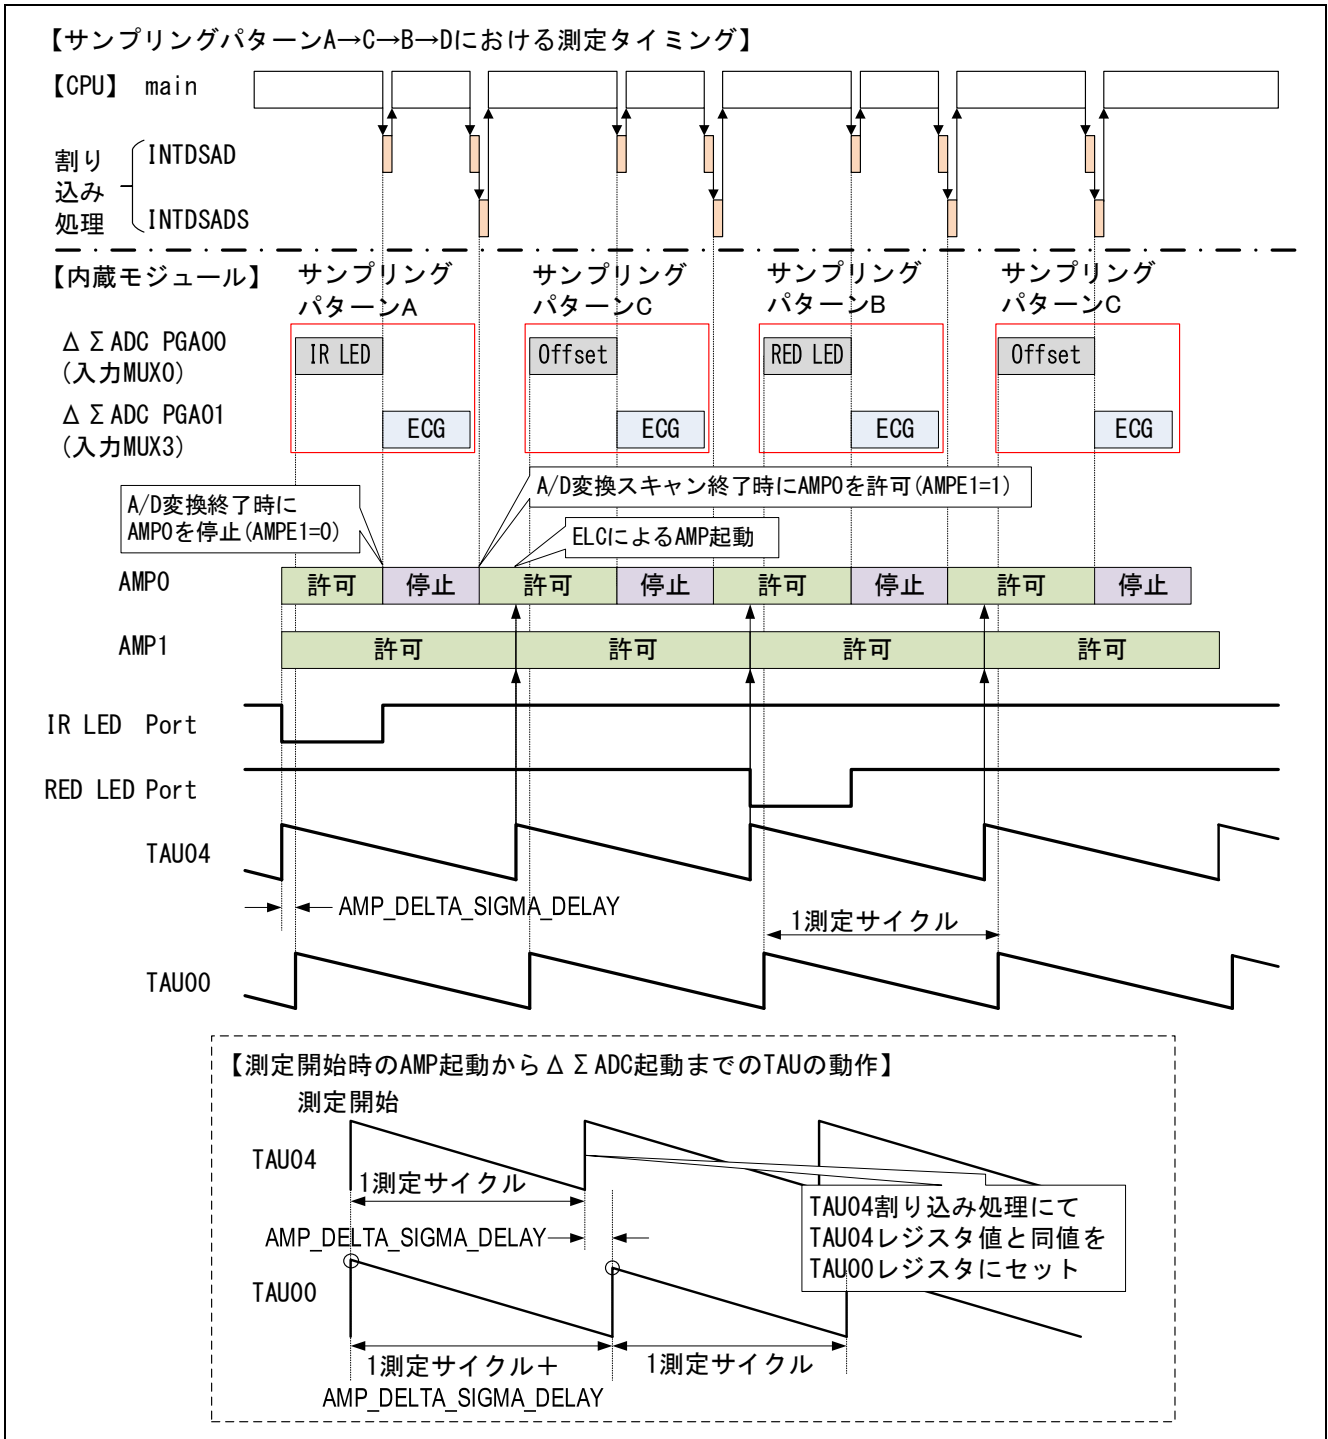 【サンプリングパターンA→C→B→Dにおける測定タイミング】
【CPU】 main
割り
込み
処理
INTDSAD
INTDSADS
【内蔵モジュール】
サンプリング
パターンA
サンプリング
パターンC
サンプリング
パターンB
サンプリング
パターンC
ΔΣADC PGA00
(入力MUX0)
IR LED
Offset
RED LED
Offset
ΔΣADC PGA01
(入力MUX3)
ECG
ECG
ECG
ECG
A/D変換終了時に
AMP0を停止(AMPE1=0)
A/D変換スキャン終了時にAMP0を許可(AMPE1=1)
ELCによるAMP起動
AMP0
許可
停止
許可
停止
許可
停止
許可
停止
AMP1
許可
許可
許可
許可
IR LED Port
RED LED Port
TAU04
AMP_DELTA_SIGMA_DELAY
1測定サイクル
TAU00
【測定開始時のAMP起動からΔΣADC起動までのTAUの動作】
測定開始
TAU04
1測定サイクル
TAU04割り込み処理にて
TAU04レジスタ値と同値を
TAU00レジスタにセット
AMP_DELTA_SIGMA_DELAY
TAU00
1測定サイクル＋
AMP_DELTA_SIGMA_DELAY
1測定サイクル